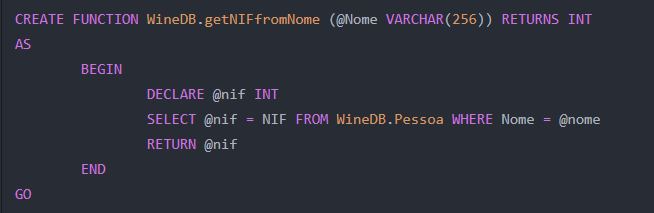 CREATE FUNCTION WineDB.getNIFfromNome (@Nome VARCHAR(256)) RETURNS INT
AS
BEGIN
DECLARE @nif INT
SELECT @nif = NIF FROM WineDB.Pessoa WHERE Nome = @nome
RETURN @nif
END
GO